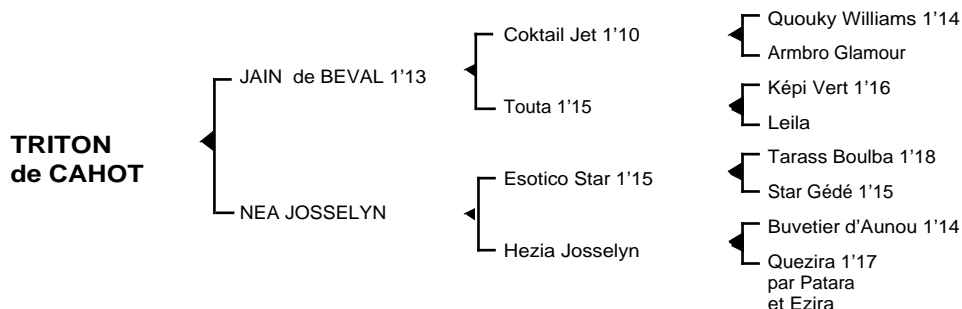 TRITON
de CAHOT
JAIN de BEVAL 1'13
NEA JOSSELYN
Coktail Jet 1'10
Touta 1'15
Esotico Star 1'15
Hezia Josselyn
Quouky Williams 1'14
Armbro Glamour
Képi Vert 1'16
Leila
Tarass Boulba 1'18
Star Gédé 1'15
Buvetier d'Aunou 1'14
Quezira 1'17
par Patara
et Ezira